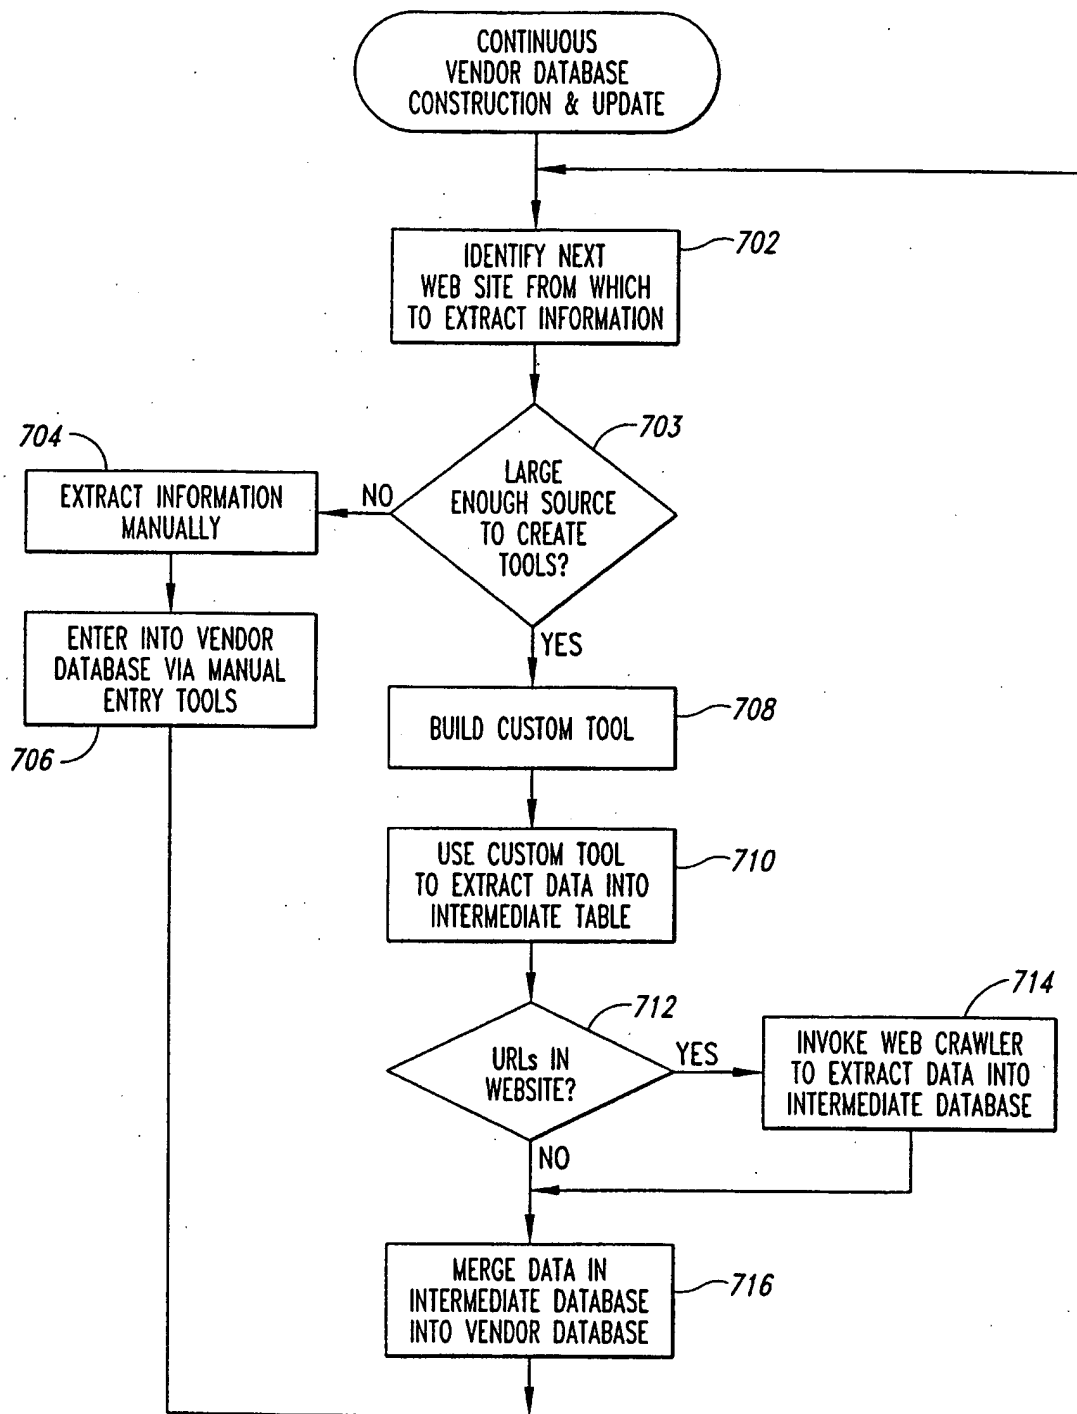 CONTINUOUS
VENDOR DATABASE
CONSTRUCTION & UPDATE
702
IDENTIFY NEXT
WEB SITE FROM WHICH
TO EXTRACT INFORMATION
703
LARGE
ENOUGH SOURCE
TO CREATE
TOOLS?
NO
704
EXTRACT INFORMATION
MANUALLY
ENTER INTO VENDOR
DATABASE VIA MANUAL
ENTRY TOOLS
706
YES
BUILD CUSTOM TOOL
708
USE CUSTOM TOOL
TO EXTRACT DATA INTO
INTERMEDIATE TABLE
710
712
URLs IN
WEBSITE?
YES
714
INVOKE WEB CRAWLER
TO EXTRACT DATA INTO
INTERMEDIATE DATABASE
NO
MERGE DATA IN
INTERMEDIATE DATABASE
INTO VENDOR DATABASE
716